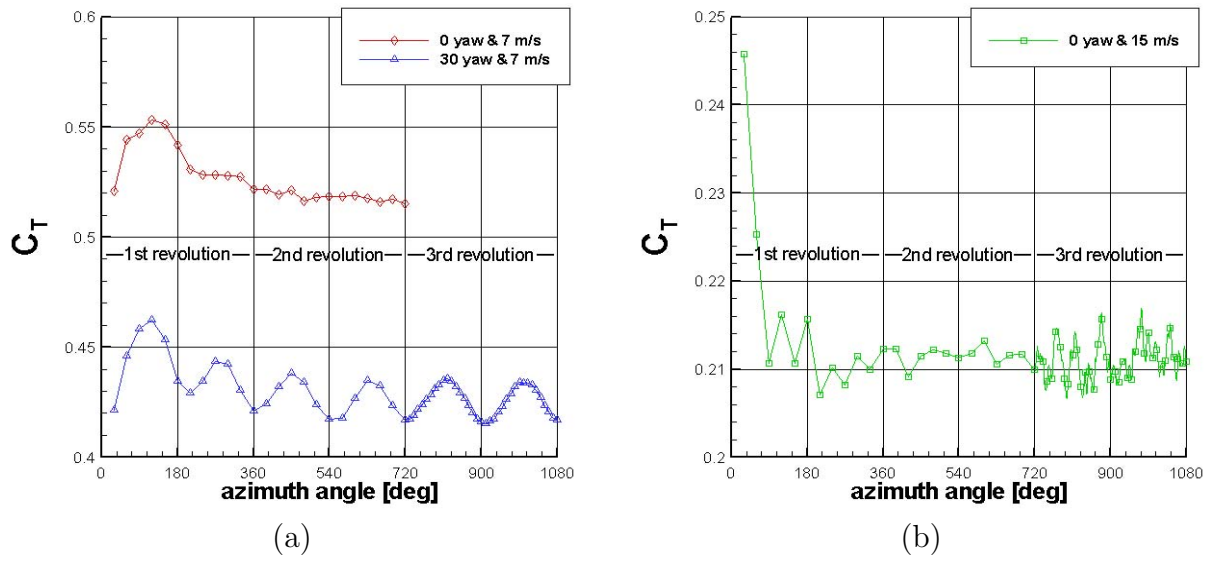 0.6
0.55
0.5
0.45
0.4
C_T
0 yaw & 7 m/s
30 yaw & 7 m/s
1st revolution
2nd revolution
3rd revolution
0 180 360 540 720 900 1080
azimuth angle [deg]
(a)
0.25
0.24
0.23
0.22
0.21
0.2
C_T
0 yaw & 15 m/s
1st revolution
2nd revolution
3rd revolution
0 180 360 540 720 900 1080
azimuth angle [deg]
(b)